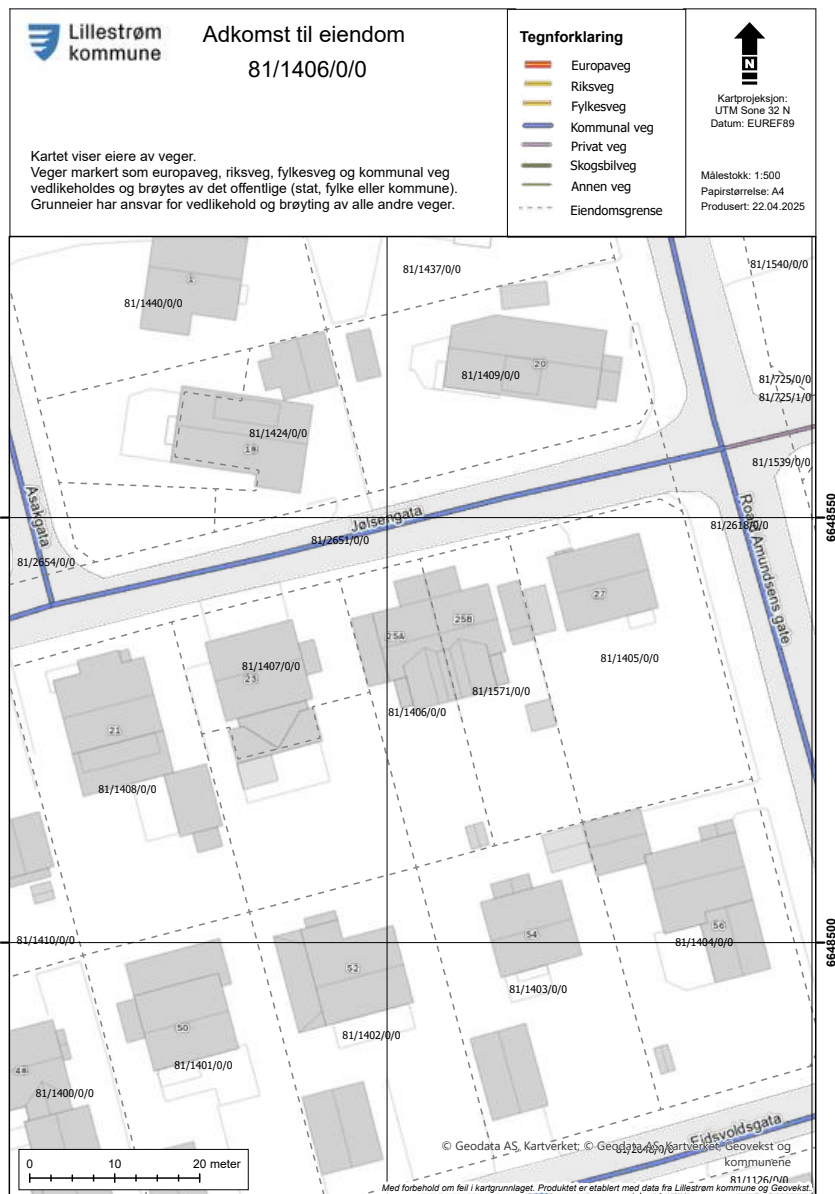 Lillestrøm
kommune
Adkomst til eiendom
81/1406/0/0
Kartet viser eiere av veger.
Veger markert som europaveg, riksveg, fylkesveg og kommunal veg
vedlikeholdes og brøytes av det offentlige (stat, fylke eller kommune).
Grunneier har ansvar for vedlikehold og brøyting av alle andre veger.
Tegnforklaring
Europaveg
Riksveg
Fylkesveg
Kommunal veg
Privat veg
Skogsbilveg
Annen veg
Eiendomsgrense
N
Kartprojeksjon:
UTM Sone 32 N
Datum: EUREF89
Målestokk: 1:500
Papirstørrelse: A4
Produsert: 22.04.2025
81/1437/0/0
81/1540/0/0
1
81/1440/0/0
20
81/1409/0/0
81/725/0/0
81/725/1/0
81/1424/0/0
18
81/1539/0/0
Asakgata
Jølsengata
81/2618/0/0
Roald Amundsens gate
6648550
81/2651/0/0
81/2654/0/0
27
25B
25A
81/1405/0/0
81/1407/0/0
23
81/1571/0/0
81/1406/0/0
21
81/1408/0/0
81/1410/0/0
54
56
81/1404/0/0
6648500
52
81/1403/0/0
50
81/1402/0/0
81/1401/0/0
48
81/1400/0/0
Eidsvoldsgata
© Geodata AS, Kartverket; © Geodata AS, Kartverket, Geovekst og
kommunene
81/1126/0/0
0 10 20 meter
Med forbehold om feil i kartgrunnlaget. Produktet er etablert med data fra Lillestrøm kommune og Geovekst.